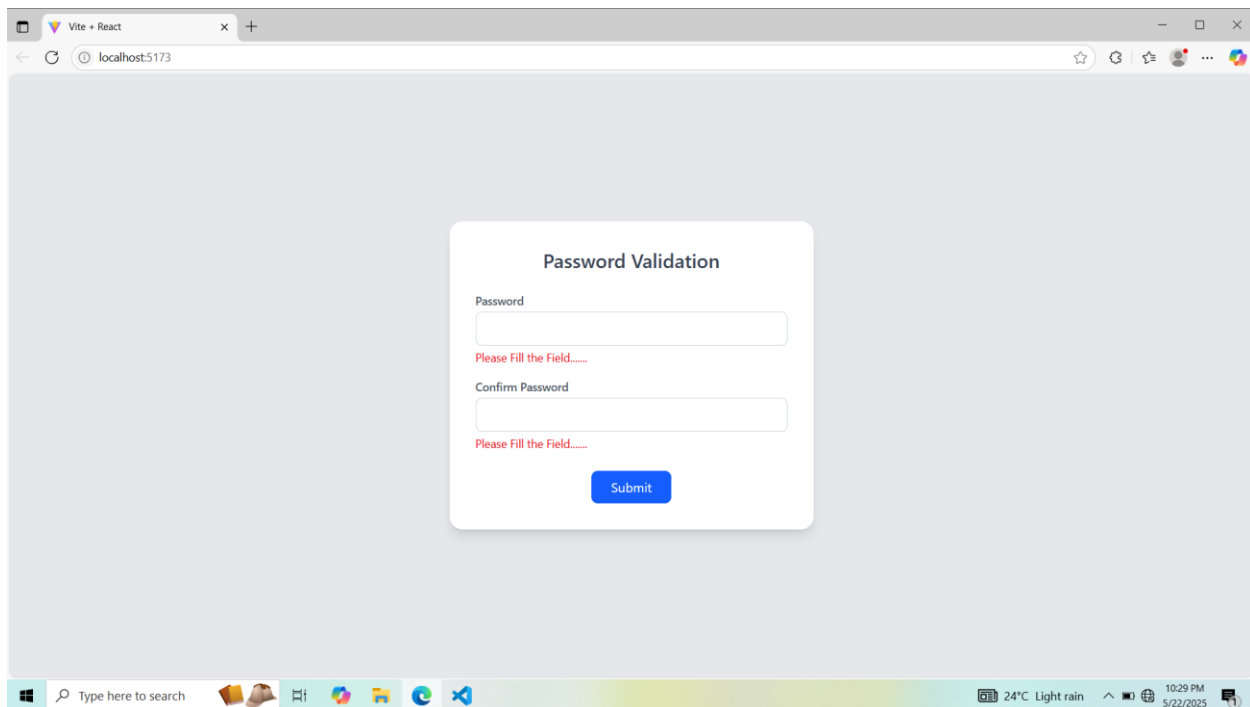 Vite + React
localhost:5173
Password Validation
Password
Please Fill the Field.......
Confirm Password
Please Fill the Field.......
Submit
Type here to search
24°C Light rain
10:29 PM
5/22/2025
1